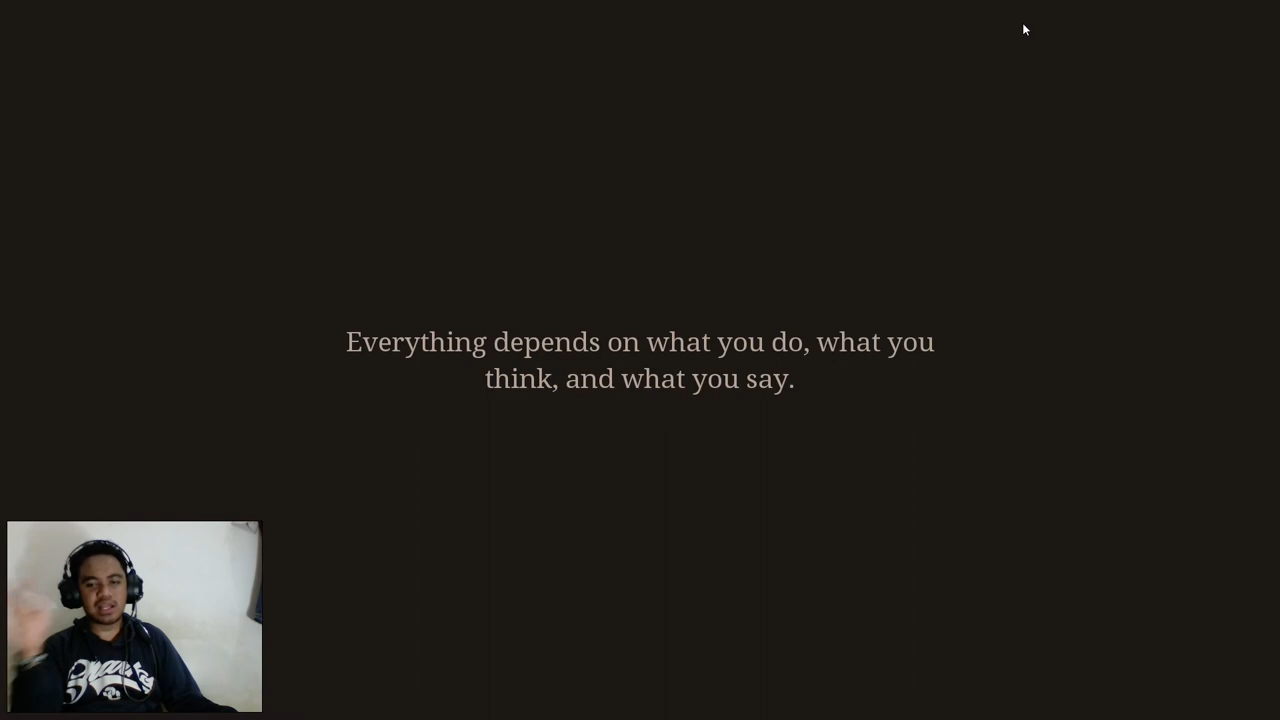 Everything depends on what you do, what you
think, and what you say.